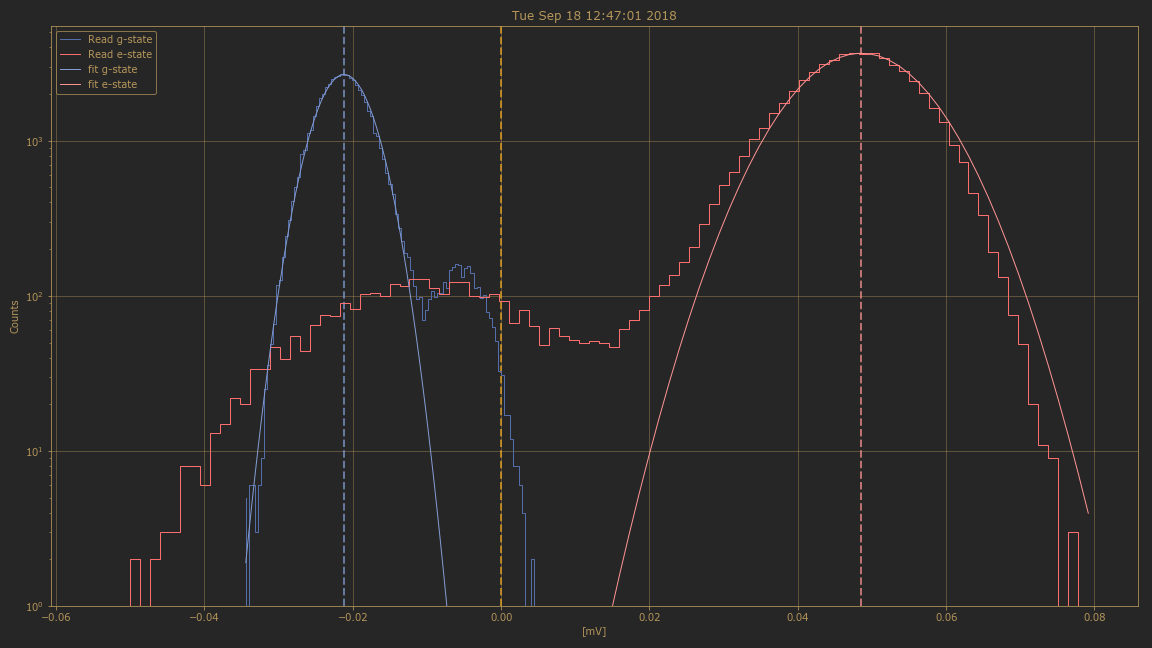 Tue Sep 18 12:47:01 2018
Read g-state
Read e-state
fit g-state
fit e-state
Counts
10³
10²
10¹
10⁰
−0.06 −0.04 −0.02 0.00 0.02 0.04 0.06 0.08
[mV]